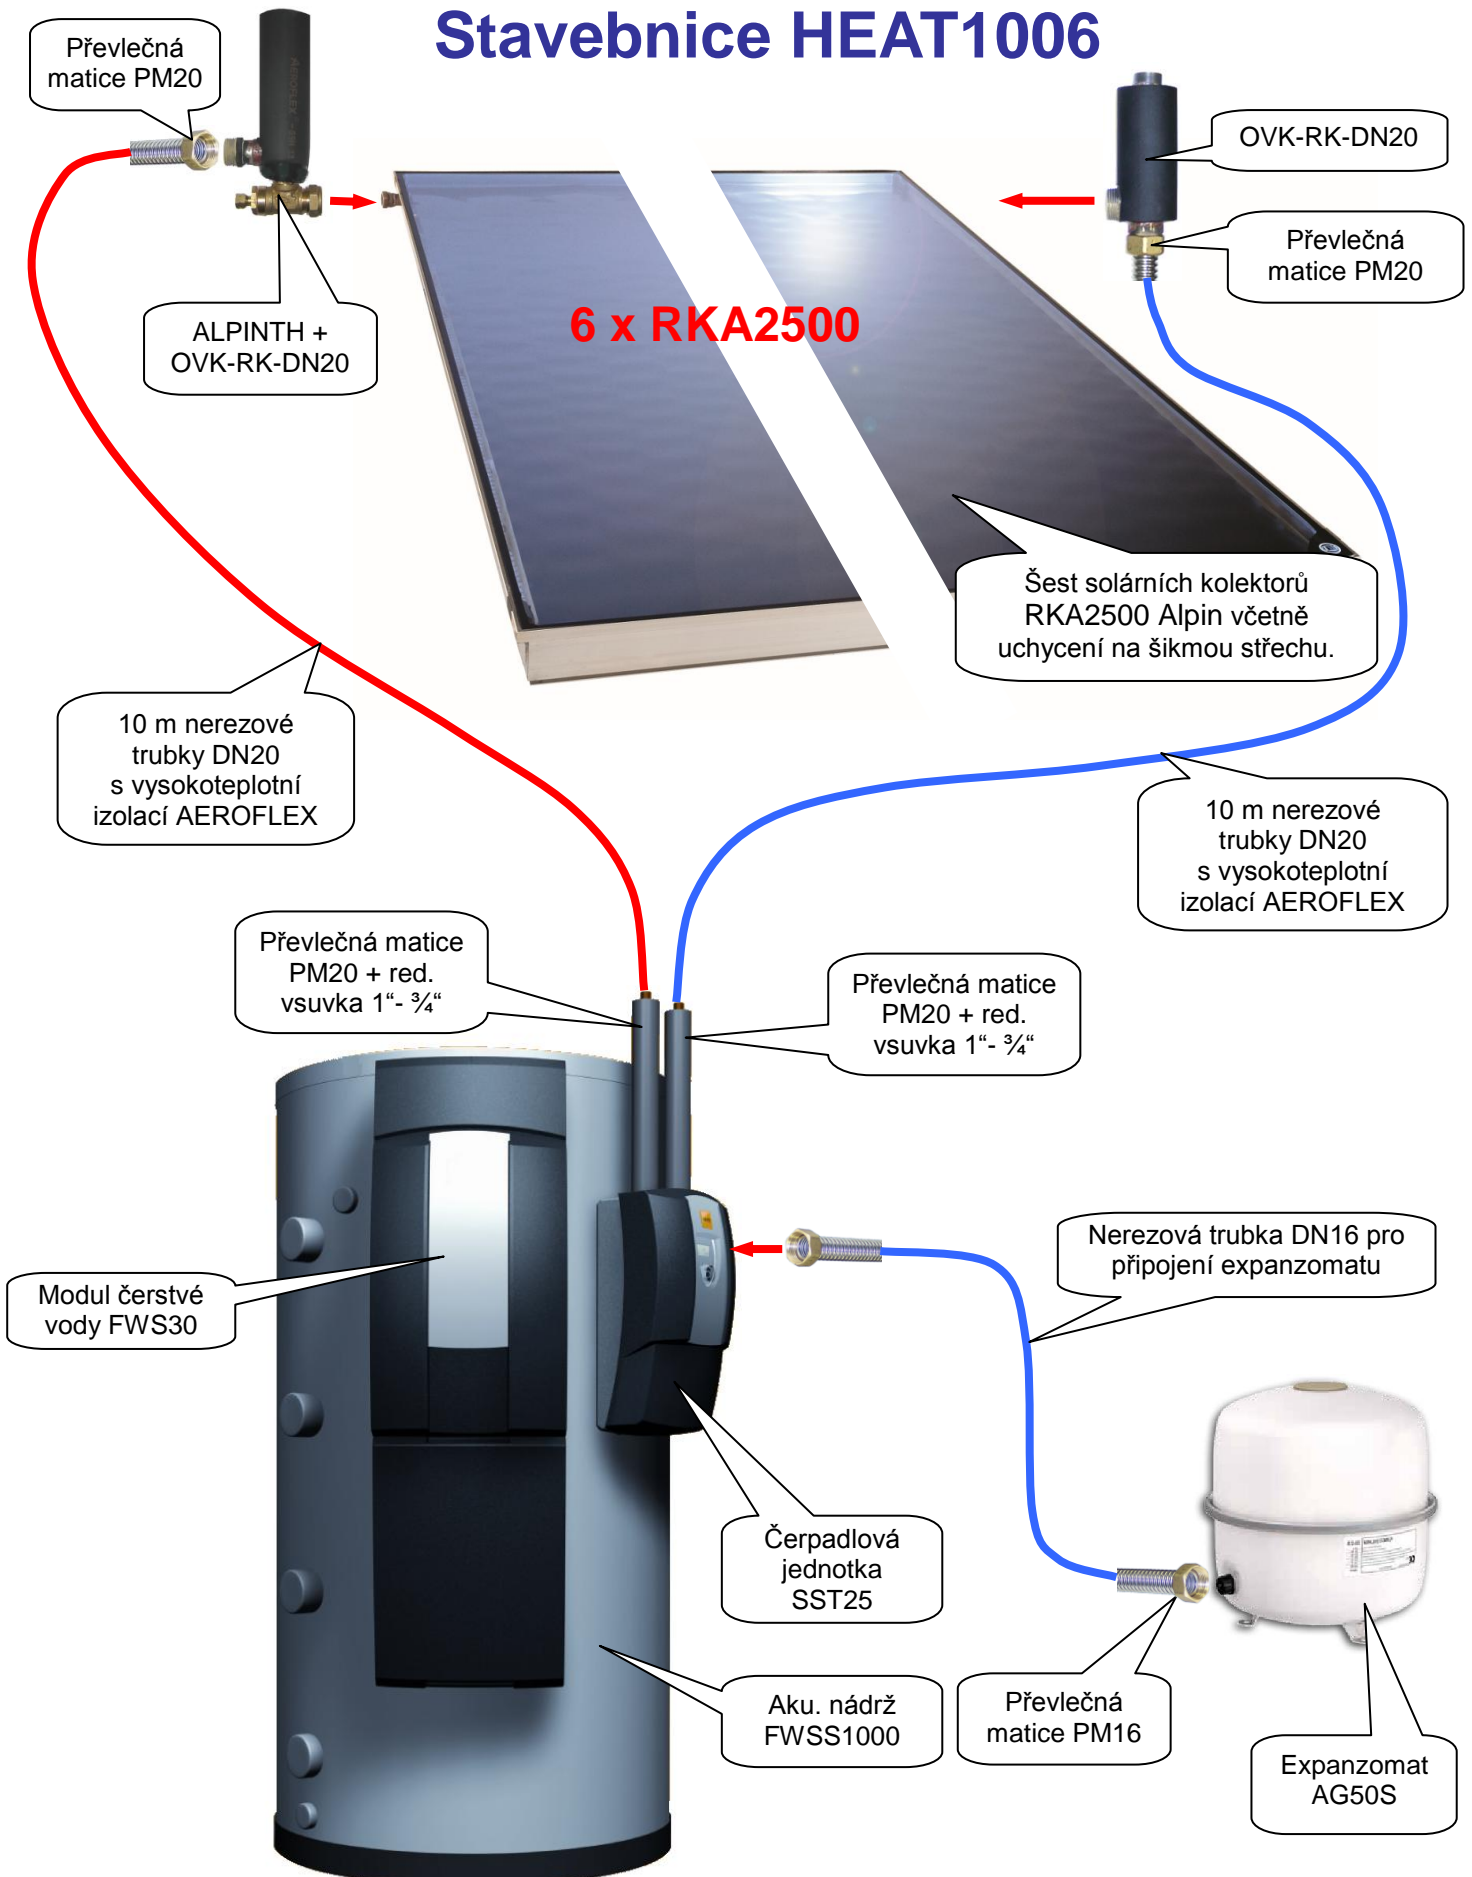 Stavebnice HEAT1006
Převlečná
matice PM20
OVK-RK-DN20
Převlečná
matice PM20
ALPINTH +
OVK-RK-DN20
6 x RKA2500
Šest solárních kolektorů
RKA2500 Alpin včetně
uchycení na šikmou střechu.
10 m nerezové
trubky DN20
s vysokoteplotní
izolací AEROFLEX
10 m nerezové
trubky DN20
s vysokoteplotní
izolací AEROFLEX
Převlečná matice
PM20 + red.
vsuvka 1“- ¾“
Převlečná matice
PM20 + red.
vsuvka 1“- ¾“
Nerezová trubka DN16 pro
připojení expanzomatu
Modul čerstvé
vody FWS30
Čerpadlová
jednotka
SST25
Aku. nádrž
FWSS1000
Převlečná
matice PM16
Expanzomat
AG50S